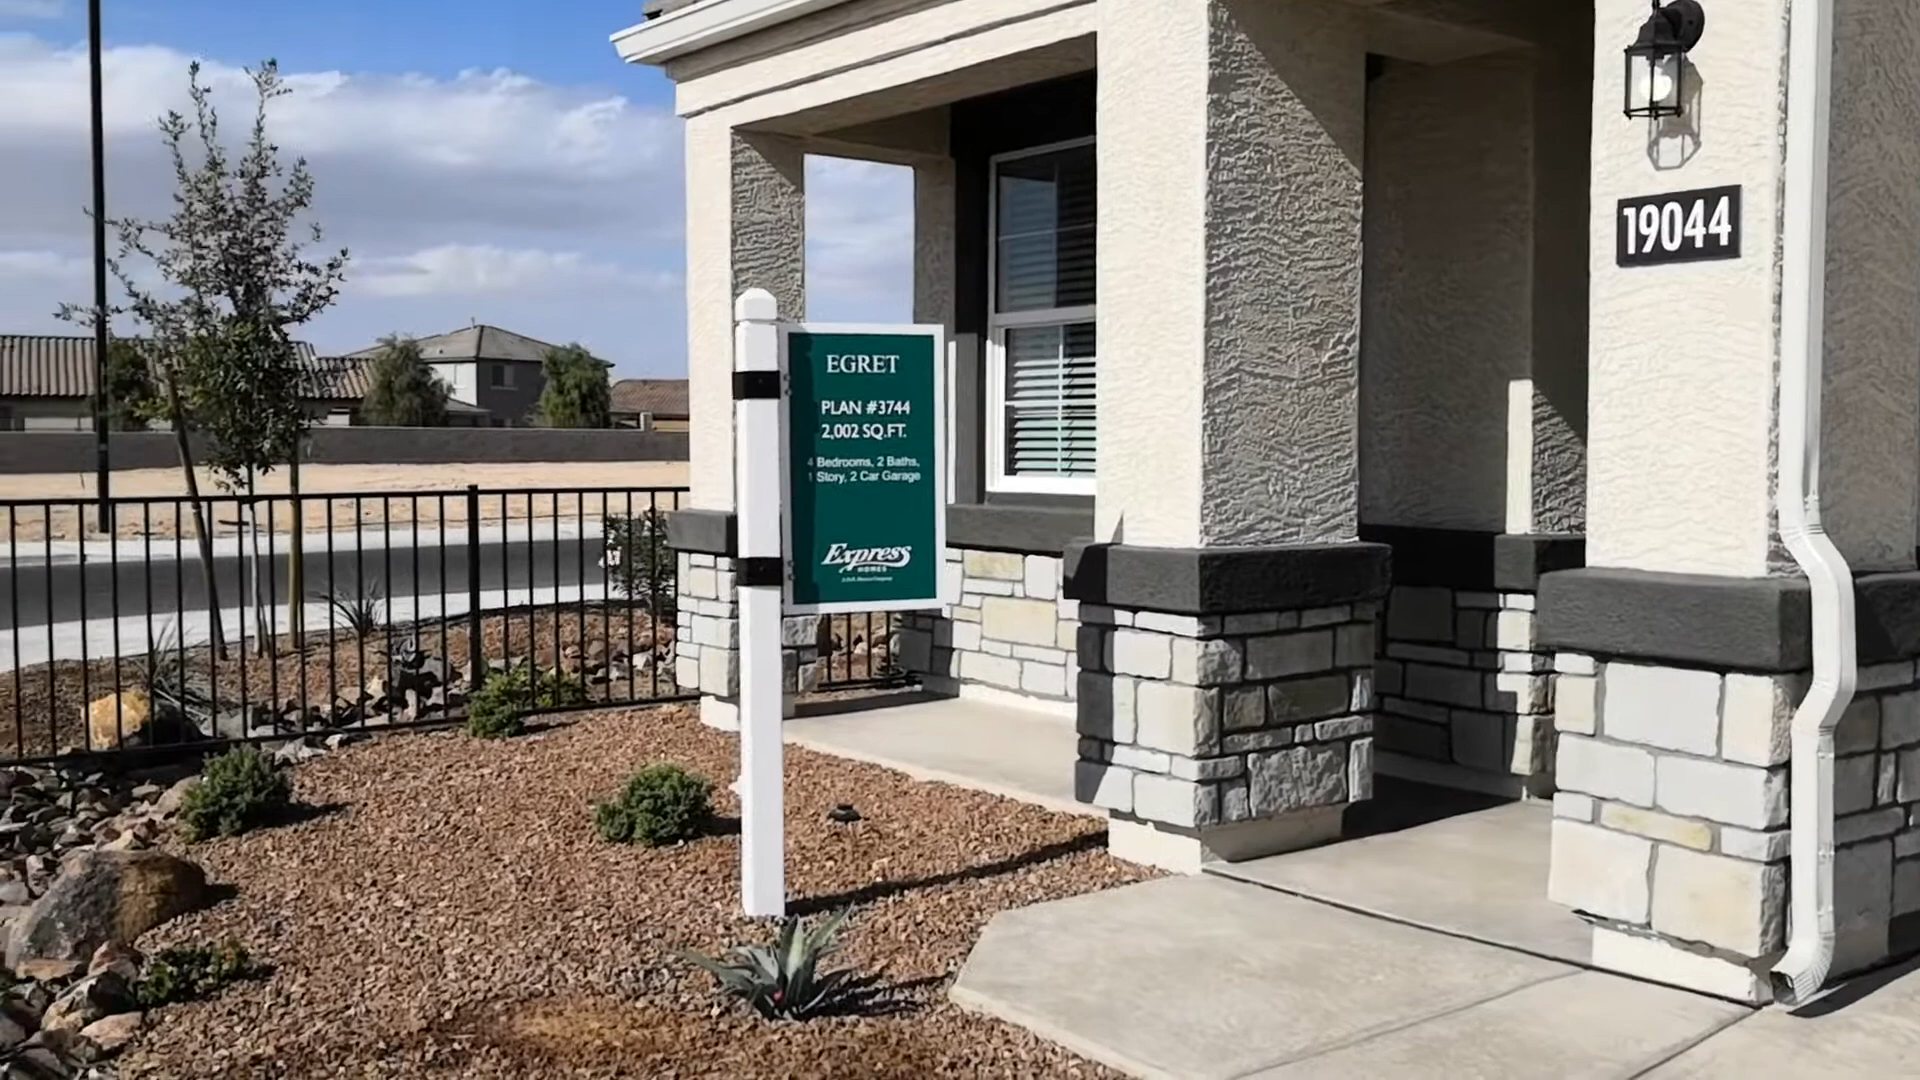 19044
EGRET
PLAN #3744
2,002 SQ.FT.
4 Bedrooms, 2 Baths,
1 Story, 2 Car Garage
Express
HOMES